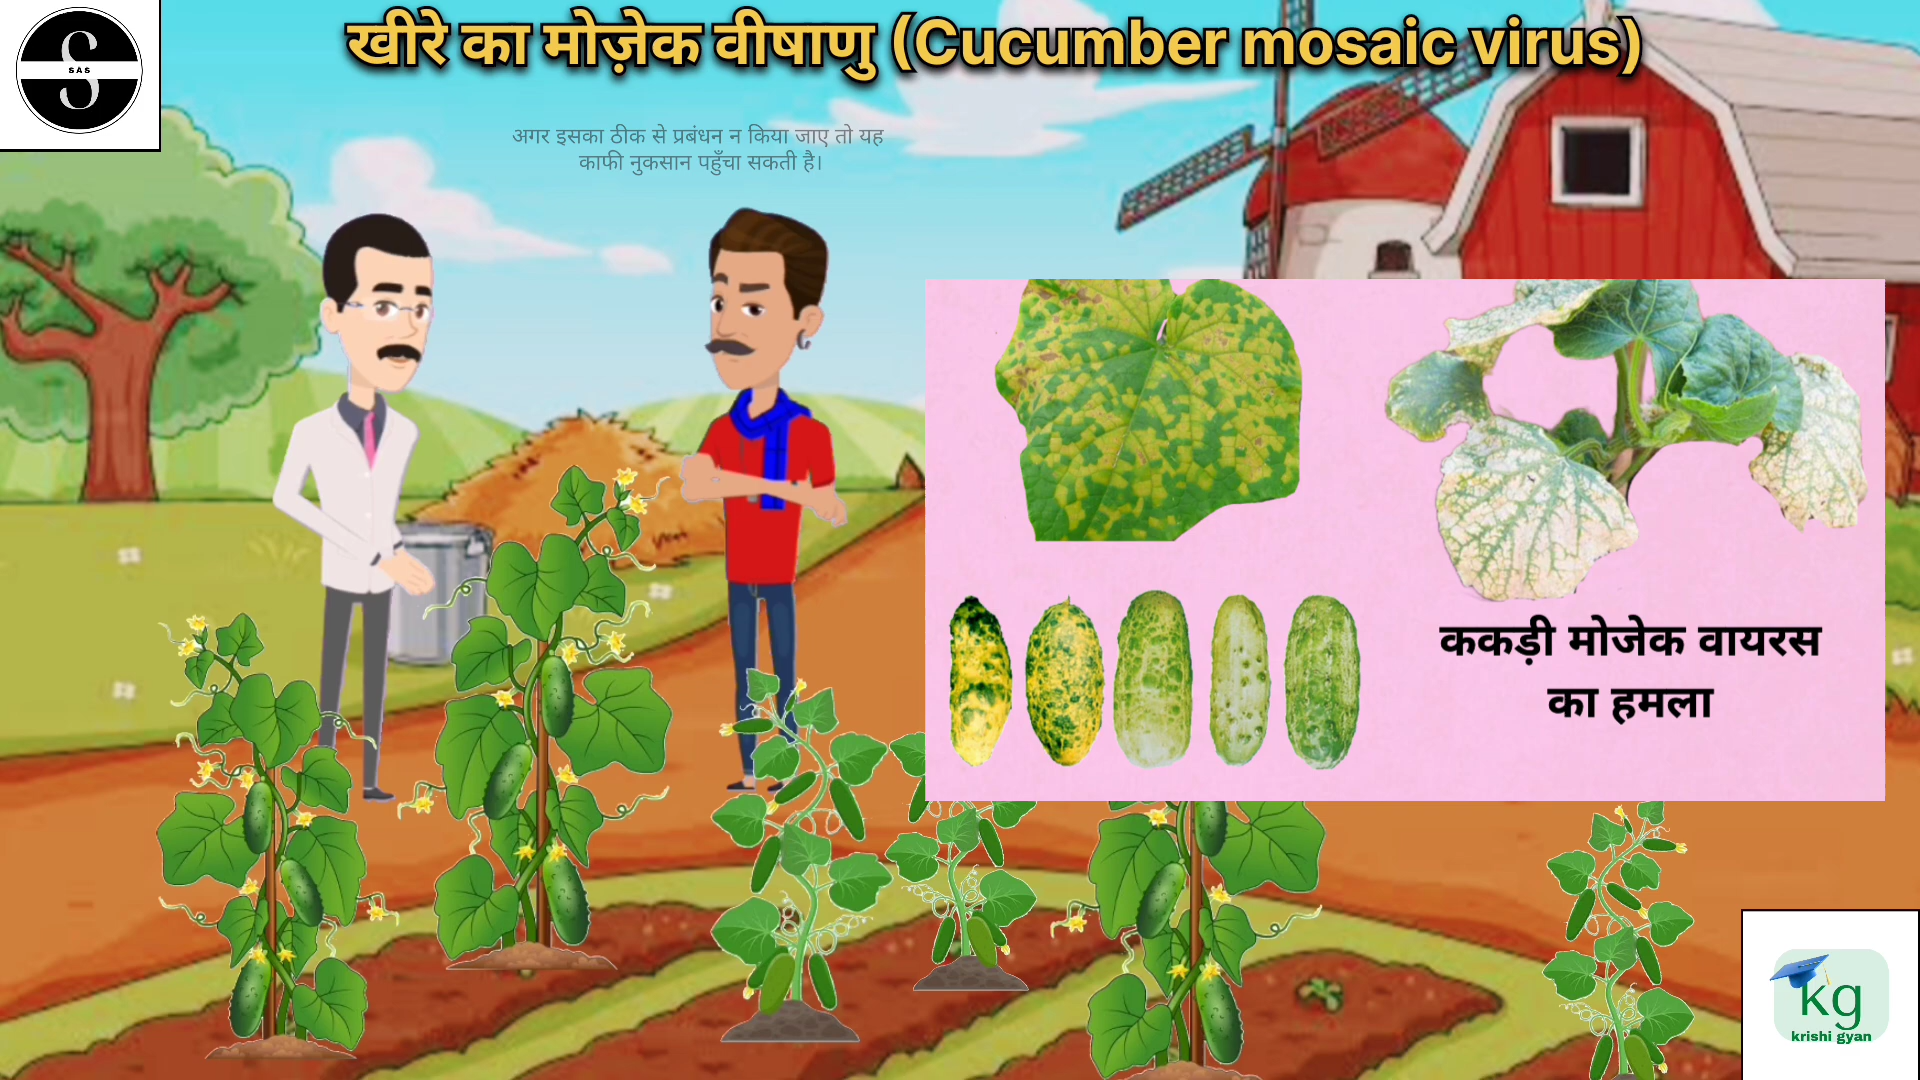 SAS
खीरे का मोज़ेक वीषाणु (Cucumber mosaic virus)
अगर इसका ठीक से प्रबंधन न किया जाए तो यह
काफी नुकसान पहुँचा सकती है।
ककड़ी मोजेक वायरस
का हमला
kg
krishi gyan